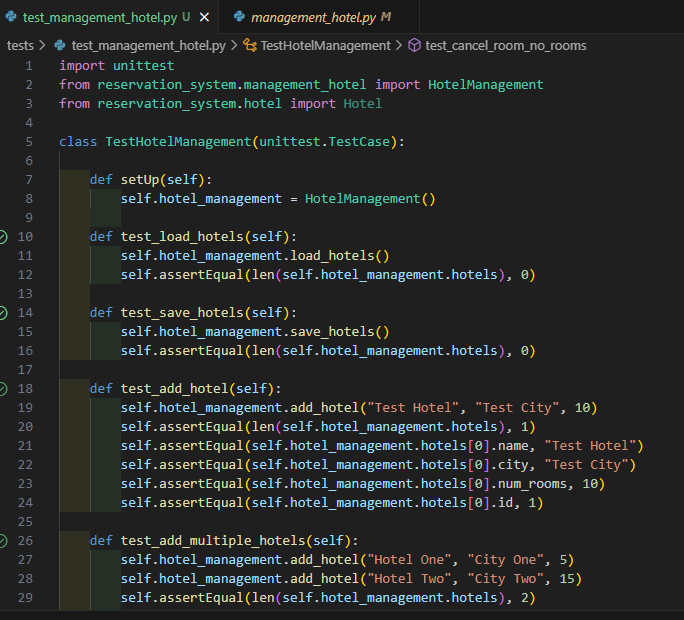 test_management_hotel.py U management_hotel.py M
tests > test_management_hotel.py > TestHotelManagement > test_cancel_room_no_rooms
1 import unittest
2 from reservation_system.management_hotel import HotelManagement
3 from reservation_system.hotel import Hotel
4
5 class TestHotelManagement(unittest.TestCase):
6
7     def setUp(self):
8         self.hotel_management = HotelManagement()
9
10     def test_load_hotels(self):
11         self.hotel_management.load_hotels()
12         self.assertEqual(len(self.hotel_management.hotels), 0)
13
14     def test_save_hotels(self):
15         self.hotel_management.save_hotels()
16         self.assertEqual(len(self.hotel_management.hotels), 0)
17
18     def test_add_hotel(self):
19         self.hotel_management.add_hotel("Test Hotel", "Test City", 10)
20         self.assertEqual(len(self.hotel_management.hotels), 1)
21         self.assertEqual(self.hotel_management.hotels[0].name, "Test Hotel")
22         self.assertEqual(self.hotel_management.hotels[0].city, "Test City")
23         self.assertEqual(self.hotel_management.hotels[0].num_rooms, 10)
24         self.assertEqual(self.hotel_management.hotels[0].id, 1)
25
26     def test_add_multiple_hotels(self):
27         self.hotel_management.add_hotel("Hotel One", "City One", 5)
28         self.hotel_management.add_hotel("Hotel Two", "City Two", 15)
29         self.assertEqual(len(self.hotel_management.hotels), 2)